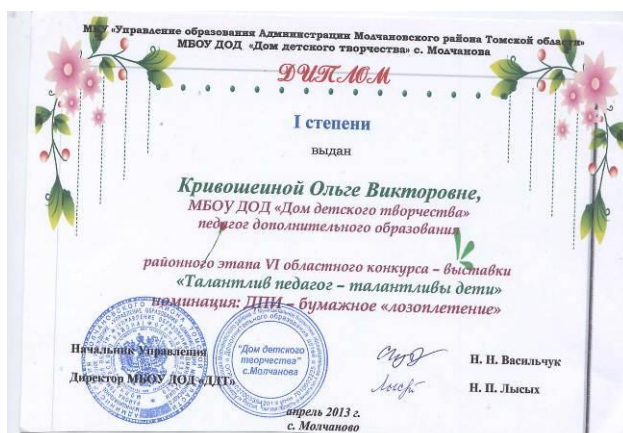 МКУ «Управление образования Администрации Молчановского района Томской области»
МБОУ ДОД «Дом детского творчества» с. Молчанова
ДИПЛОМ
I степени
выдан
Кривошеиной Ольге Викторовне,
МБОУ ДОД «Дом детского творчества»
педагог дополнительного образования
районного этапа VI областного конкурса – выставки
«Талантлив педагог – талантливы дети»
номинация: ДПИ – бумажное «лозоплетение»
Начальник Управления
Н. Н. Васильчук
"Дом детского
творчества"
с.Молчанова
Директор МБОУ ДОД «ДДТ»
Н. П. Лысых
апрель 2013 г.
с. Молчаново